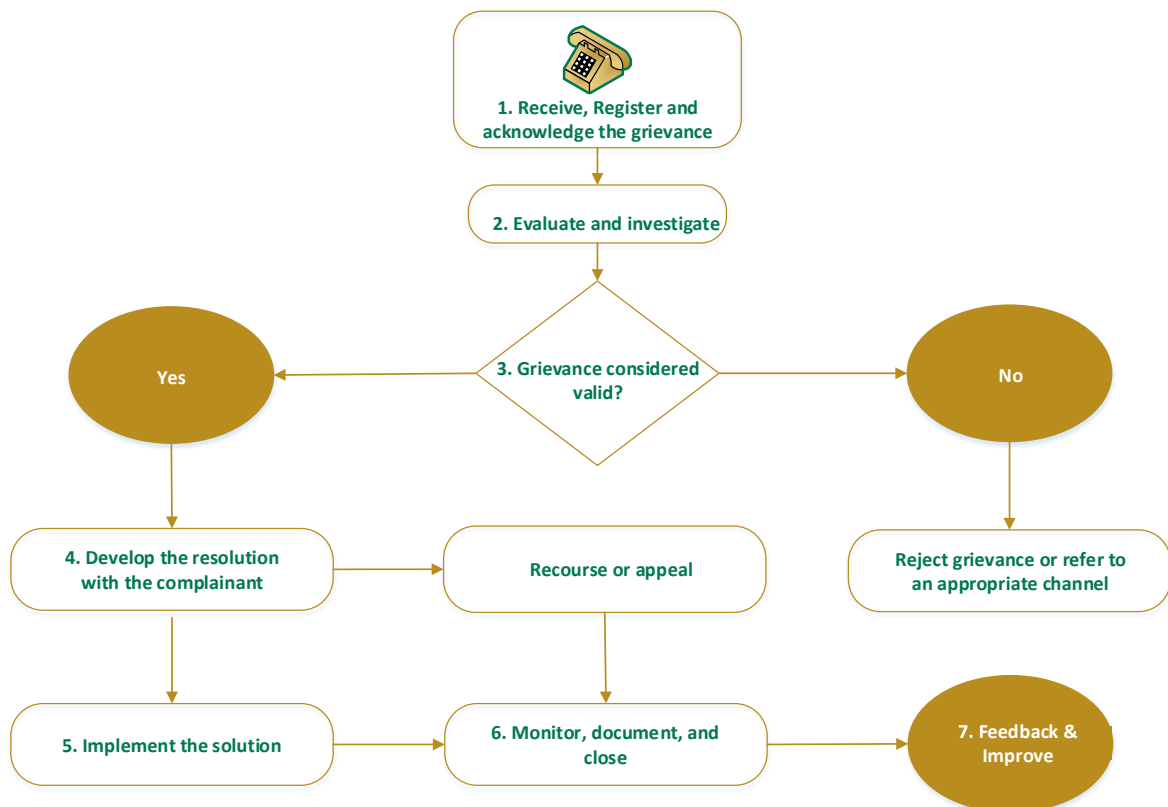 1. Receive, Register and
acknowledge the grievance
2. Evaluate and investigate
Yes
3. Grievance considered
valid?
No
4. Develop the resolution
with the complainant
Recourse or appeal
Reject grievance or refer to
an appropriate channel
5. Implement the solution
6. Monitor, document, and
close
7. Feedback &
Improve